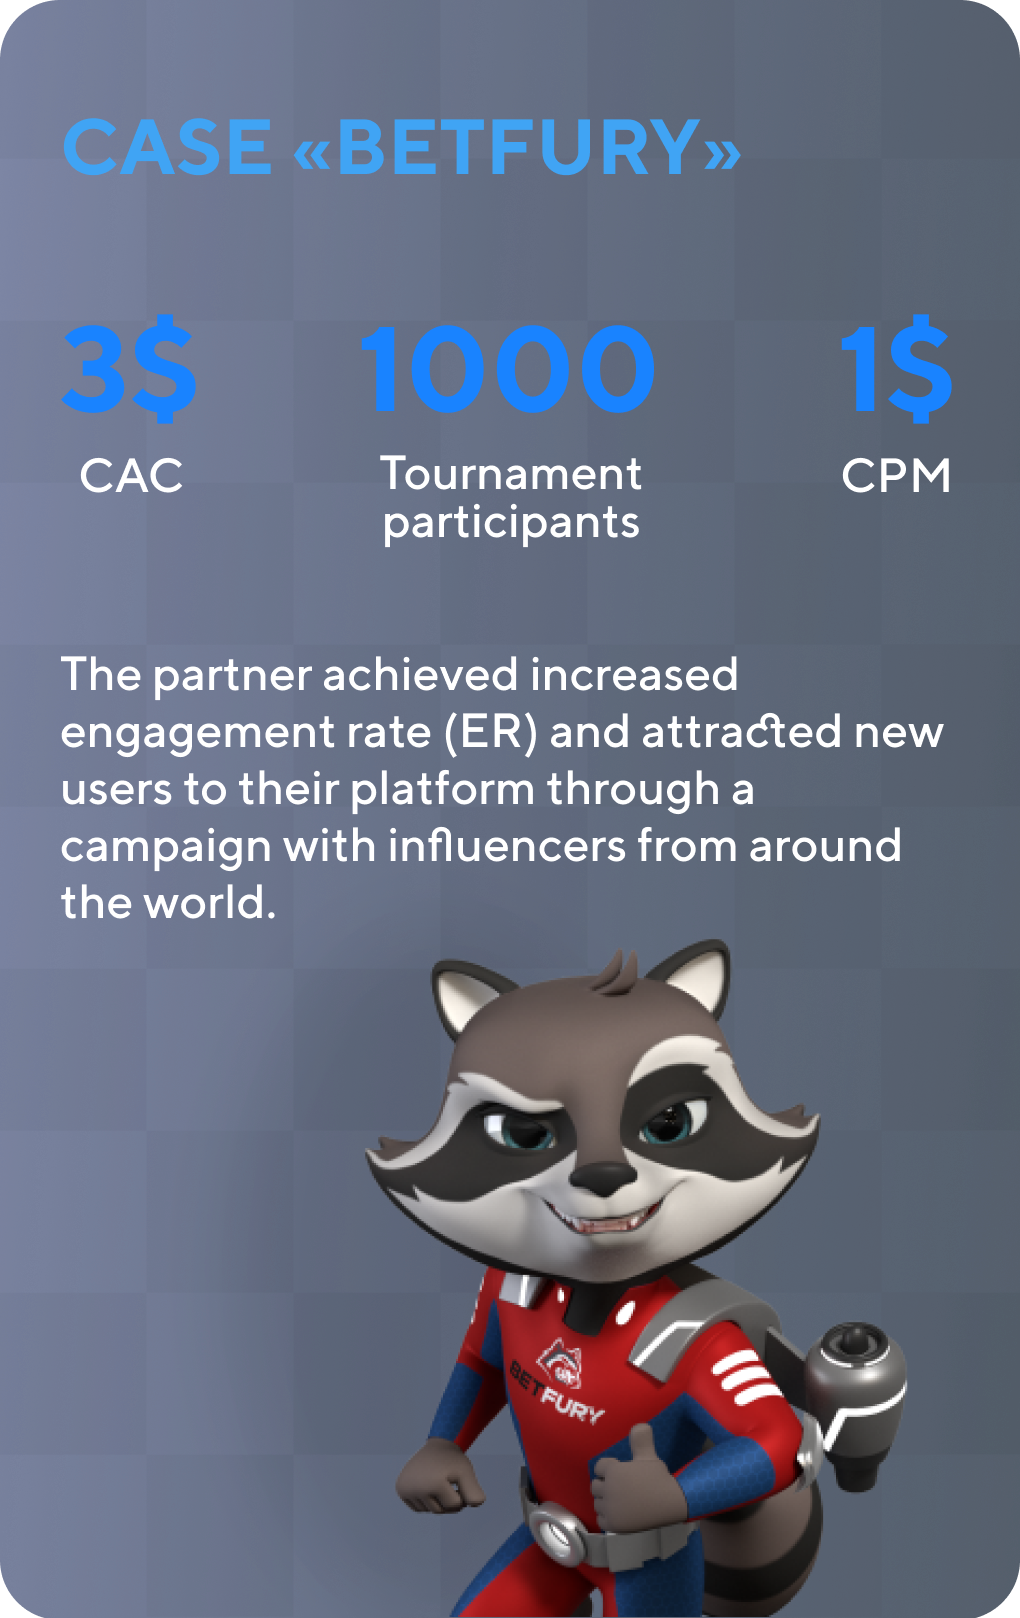 CASE «BETFURY»
3$
1000
1$
CAC
Tournament
participants
CPM
The partner achieved increased
engagement rate (ER) and attracted new
users to their platform through a
campaign with influencers from around
the world.
BETFURY